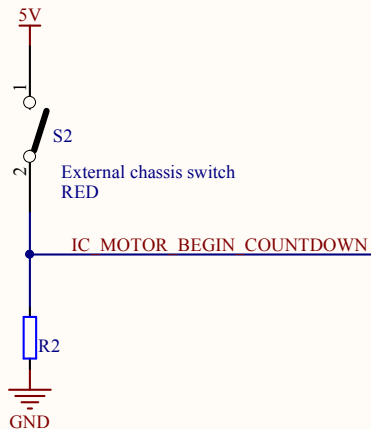 5V
1
S2
2
External chassis switch
RED
IC_MOTOR_BEGIN_COUNTDOWN
R2
GND